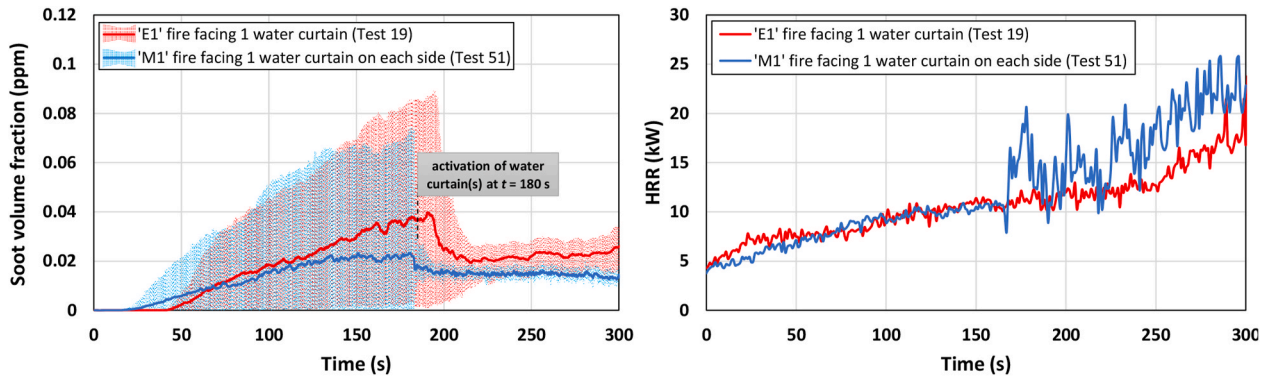 Soot volume fraction (ppm)
0.12
0.1
0.08
0.06
0.04
0.02
0
'E1' fire facing 1 water curtain (Test 19)
'M1' fire facing 1 water curtain on each side (Test 51)
activation of water
curtain(s) at t = 180 s
0 50 100 150 200 250 300
Time (s)
HRR (kW)
30
25
20
15
10
5
0
'E1' fire facing 1 water curtain (Test 19)
'M1' fire facing 1 water curtain on each side (Test 51)
0 50 100 150 200 250 300
Time (s)